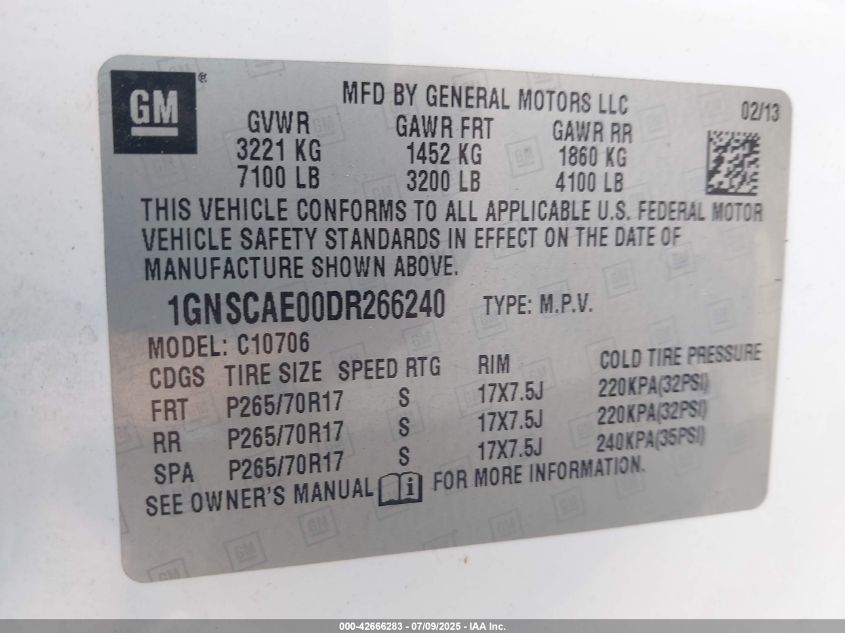 GM®
MFD BY GENERAL MOTORS LLC
02/13
GVWR GAWR FRT GAWR RR
3221 KG 1452 KG 1860 KG
7100 LB 3200 LB 4100 LB
THIS VEHICLE CONFORMS TO ALL APPLICABLE U.S. FEDERAL MOTOR
VEHICLE SAFETY STANDARDS IN EFFECT ON THE DATE OF
MANUFACTURE SHOWN ABOVE.
1GNSCAE00DR266240 TYPE: M.P.V.
MODEL: C10706
CDGS TIRE SIZE SPEED RTG RIM COLD TIRE PRESSURE
FRT P265/70R17 S 17X7.5J 220KPA(32PSI)
RR P265/70R17 S 17X7.5J 220KPA(32PSI)
SPA P265/70R17 S 17X7.5J 240KPA(35PSI)
SEE OWNER'S MANUAL i FOR MORE INFORMATION.
000-42666283 - 07/09/2025 - IAA Inc.